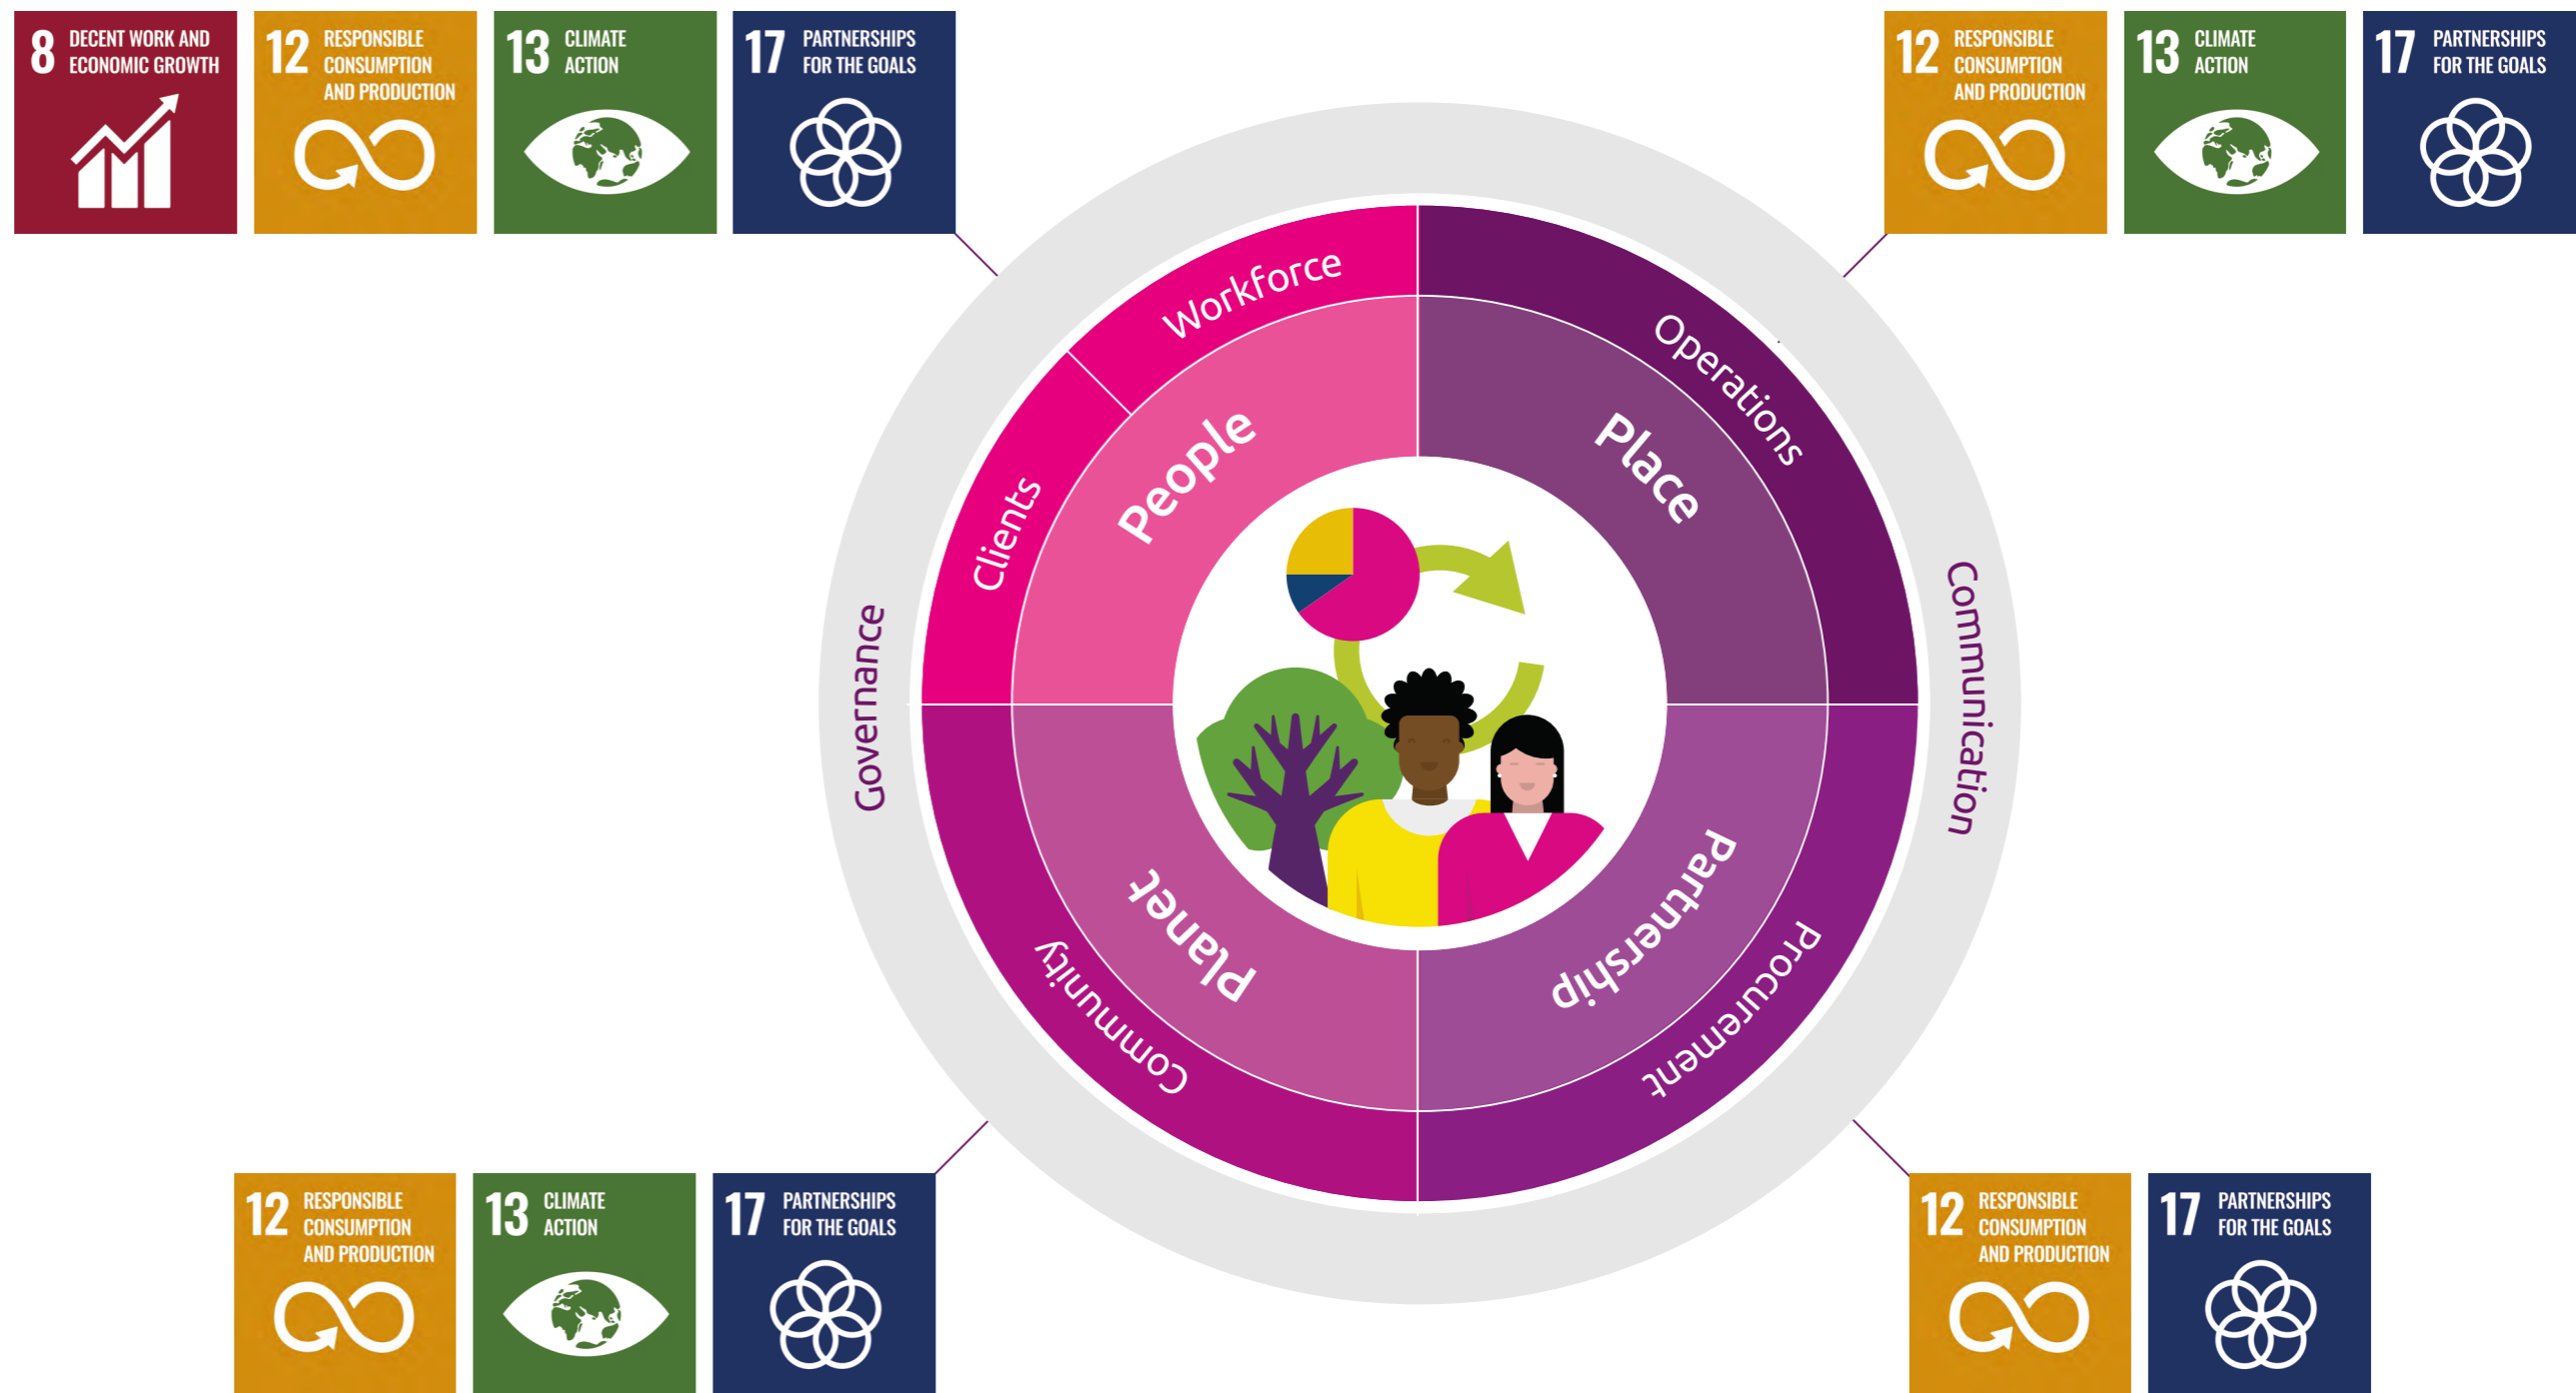 8 DECENT WORK AND
ECONOMIC GROWTH
12 RESPONSIBLE
CONSUMPTION
AND PRODUCTION
13 CLIMATE
ACTION
17 PARTNERSHIPS
FOR THE GOALS
12 RESPONSIBLE
CONSUMPTION
AND PRODUCTION
13 CLIMATE
ACTION
17 PARTNERSHIPS
FOR THE GOALS
Workforce
Operations
People
Place
Clients
Governance
Communication
Planet
Partnership
Community
Procurement
12 RESPONSIBLE
CONSUMPTION
AND PRODUCTION
13 CLIMATE
ACTION
17 PARTNERSHIPS
FOR THE GOALS
12 RESPONSIBLE
CONSUMPTION
AND PRODUCTION
17 PARTNERSHIPS
FOR THE GOALS